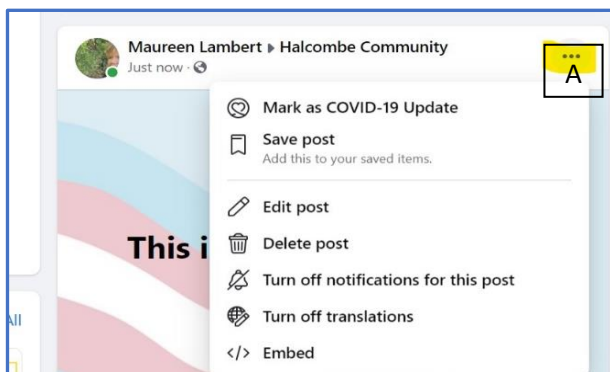 Maureen Lambert ▸ Halcombe Community
Just now ·
...
A
Mark as COVID-19 Update
Save post
Add this to your saved items.
Edit post
This i
Delete post
Turn off notifications for this post
Turn off translations
All
</> Embed